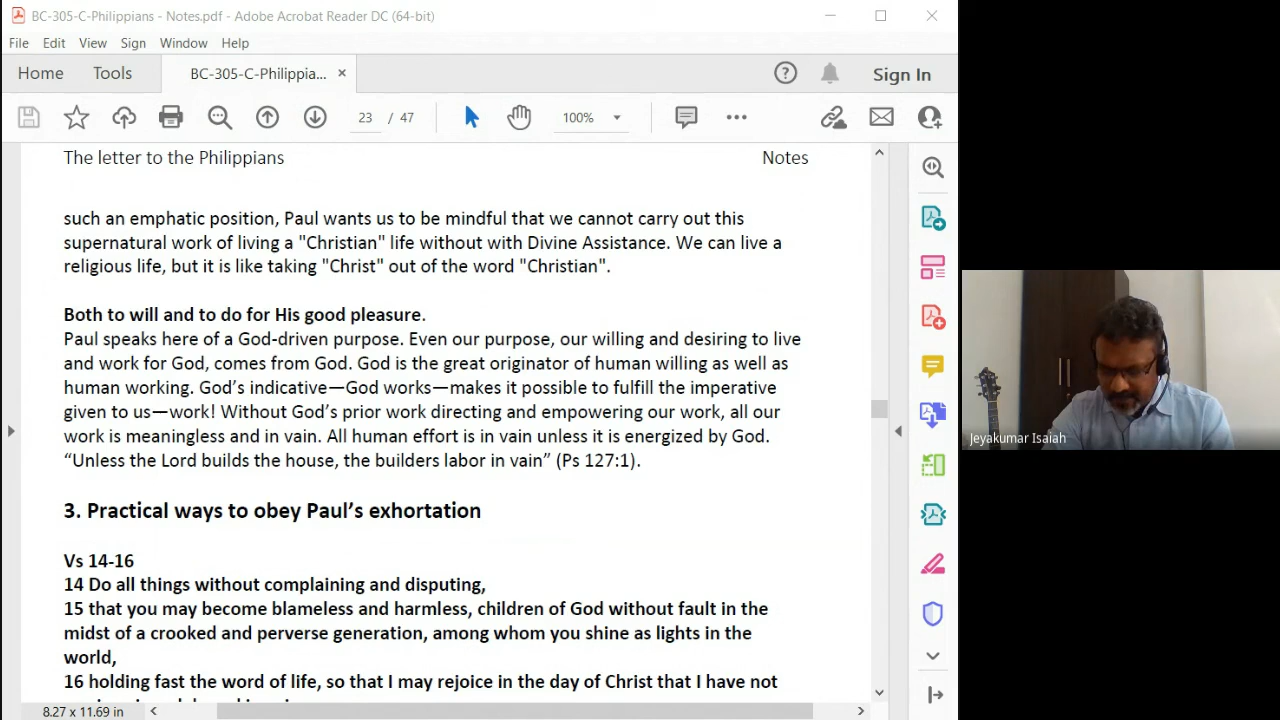 BC-305-C-Philippians - Notes.pdf - Adobe Acrobat Reader DC (64-bit)
File Edit View Sign Window Help
Home Tools BC-305-C-Philippia... × Sign In
23 / 47 100%
The letter to the Philippians Notes
such an emphatic position, Paul wants us to be mindful that we cannot carry out this
supernatural work of living a "Christian" life without with Divine Assistance. We can live a
religious life, but it is like taking "Christ" out of the word "Christian".
Both to will and to do for His good pleasure.
Paul speaks here of a God-driven purpose. Even our purpose, our willing and desiring to live
and work for God, comes from God. God is the great originator of human willing as well as
human working. God’s indicative—God works—makes it possible to fulfill the imperative
given to us—work! Without God’s prior work directing and empowering our work, all our
work is meaningless and in vain. All human effort is in vain unless it is energized by God.
“Unless the Lord builds the house, the builders labor in vain” (Ps 127:1).
3. Practical ways to obey Paul’s exhortation
Vs 14-16
14 Do all things without complaining and disputing,
15 that you may become blameless and harmless, children of God without fault in the
midst of a crooked and perverse generation, among whom you shine as lights in the
world,
16 holding fast the word of life, so that I may rejoice in the day of Christ that I have not
8.27 x 11.69 in
Jeyakumar Isaiah